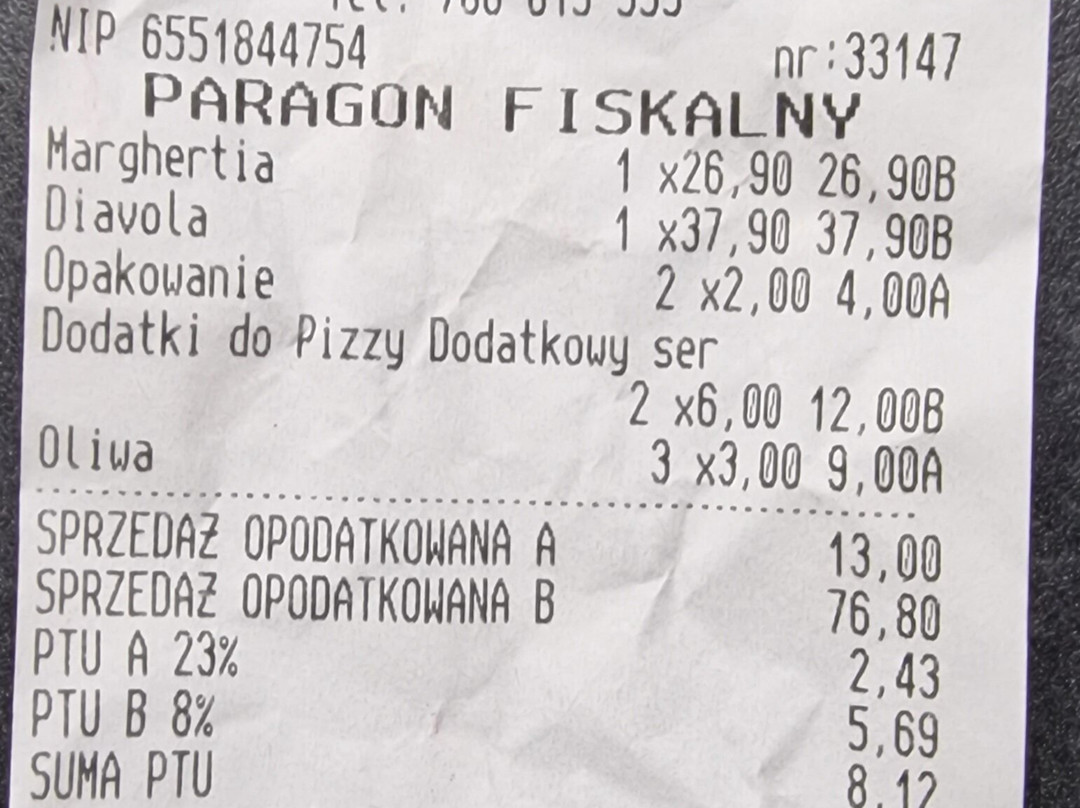 NIP 6551844754 nr:33147
PARAGON FISKALNY
Marghertia 1 x26,90 26,90B
Diavola 1 x37,90 37,90B
Opakowanie 2 x2,00 4,00A
Dodatki do Pizzy Dodatkowy ser
2 x6,00 12,00B
Oliwa 3 x3,00 9,00A
SPRZEDAŻ OPODATKOWANA A 13,00
SPRZEDAŻ OPODATKOWANA B 76,80
PTU A 23% 2,43
PTU B 8% 5,69
SUMA PTU 8,12